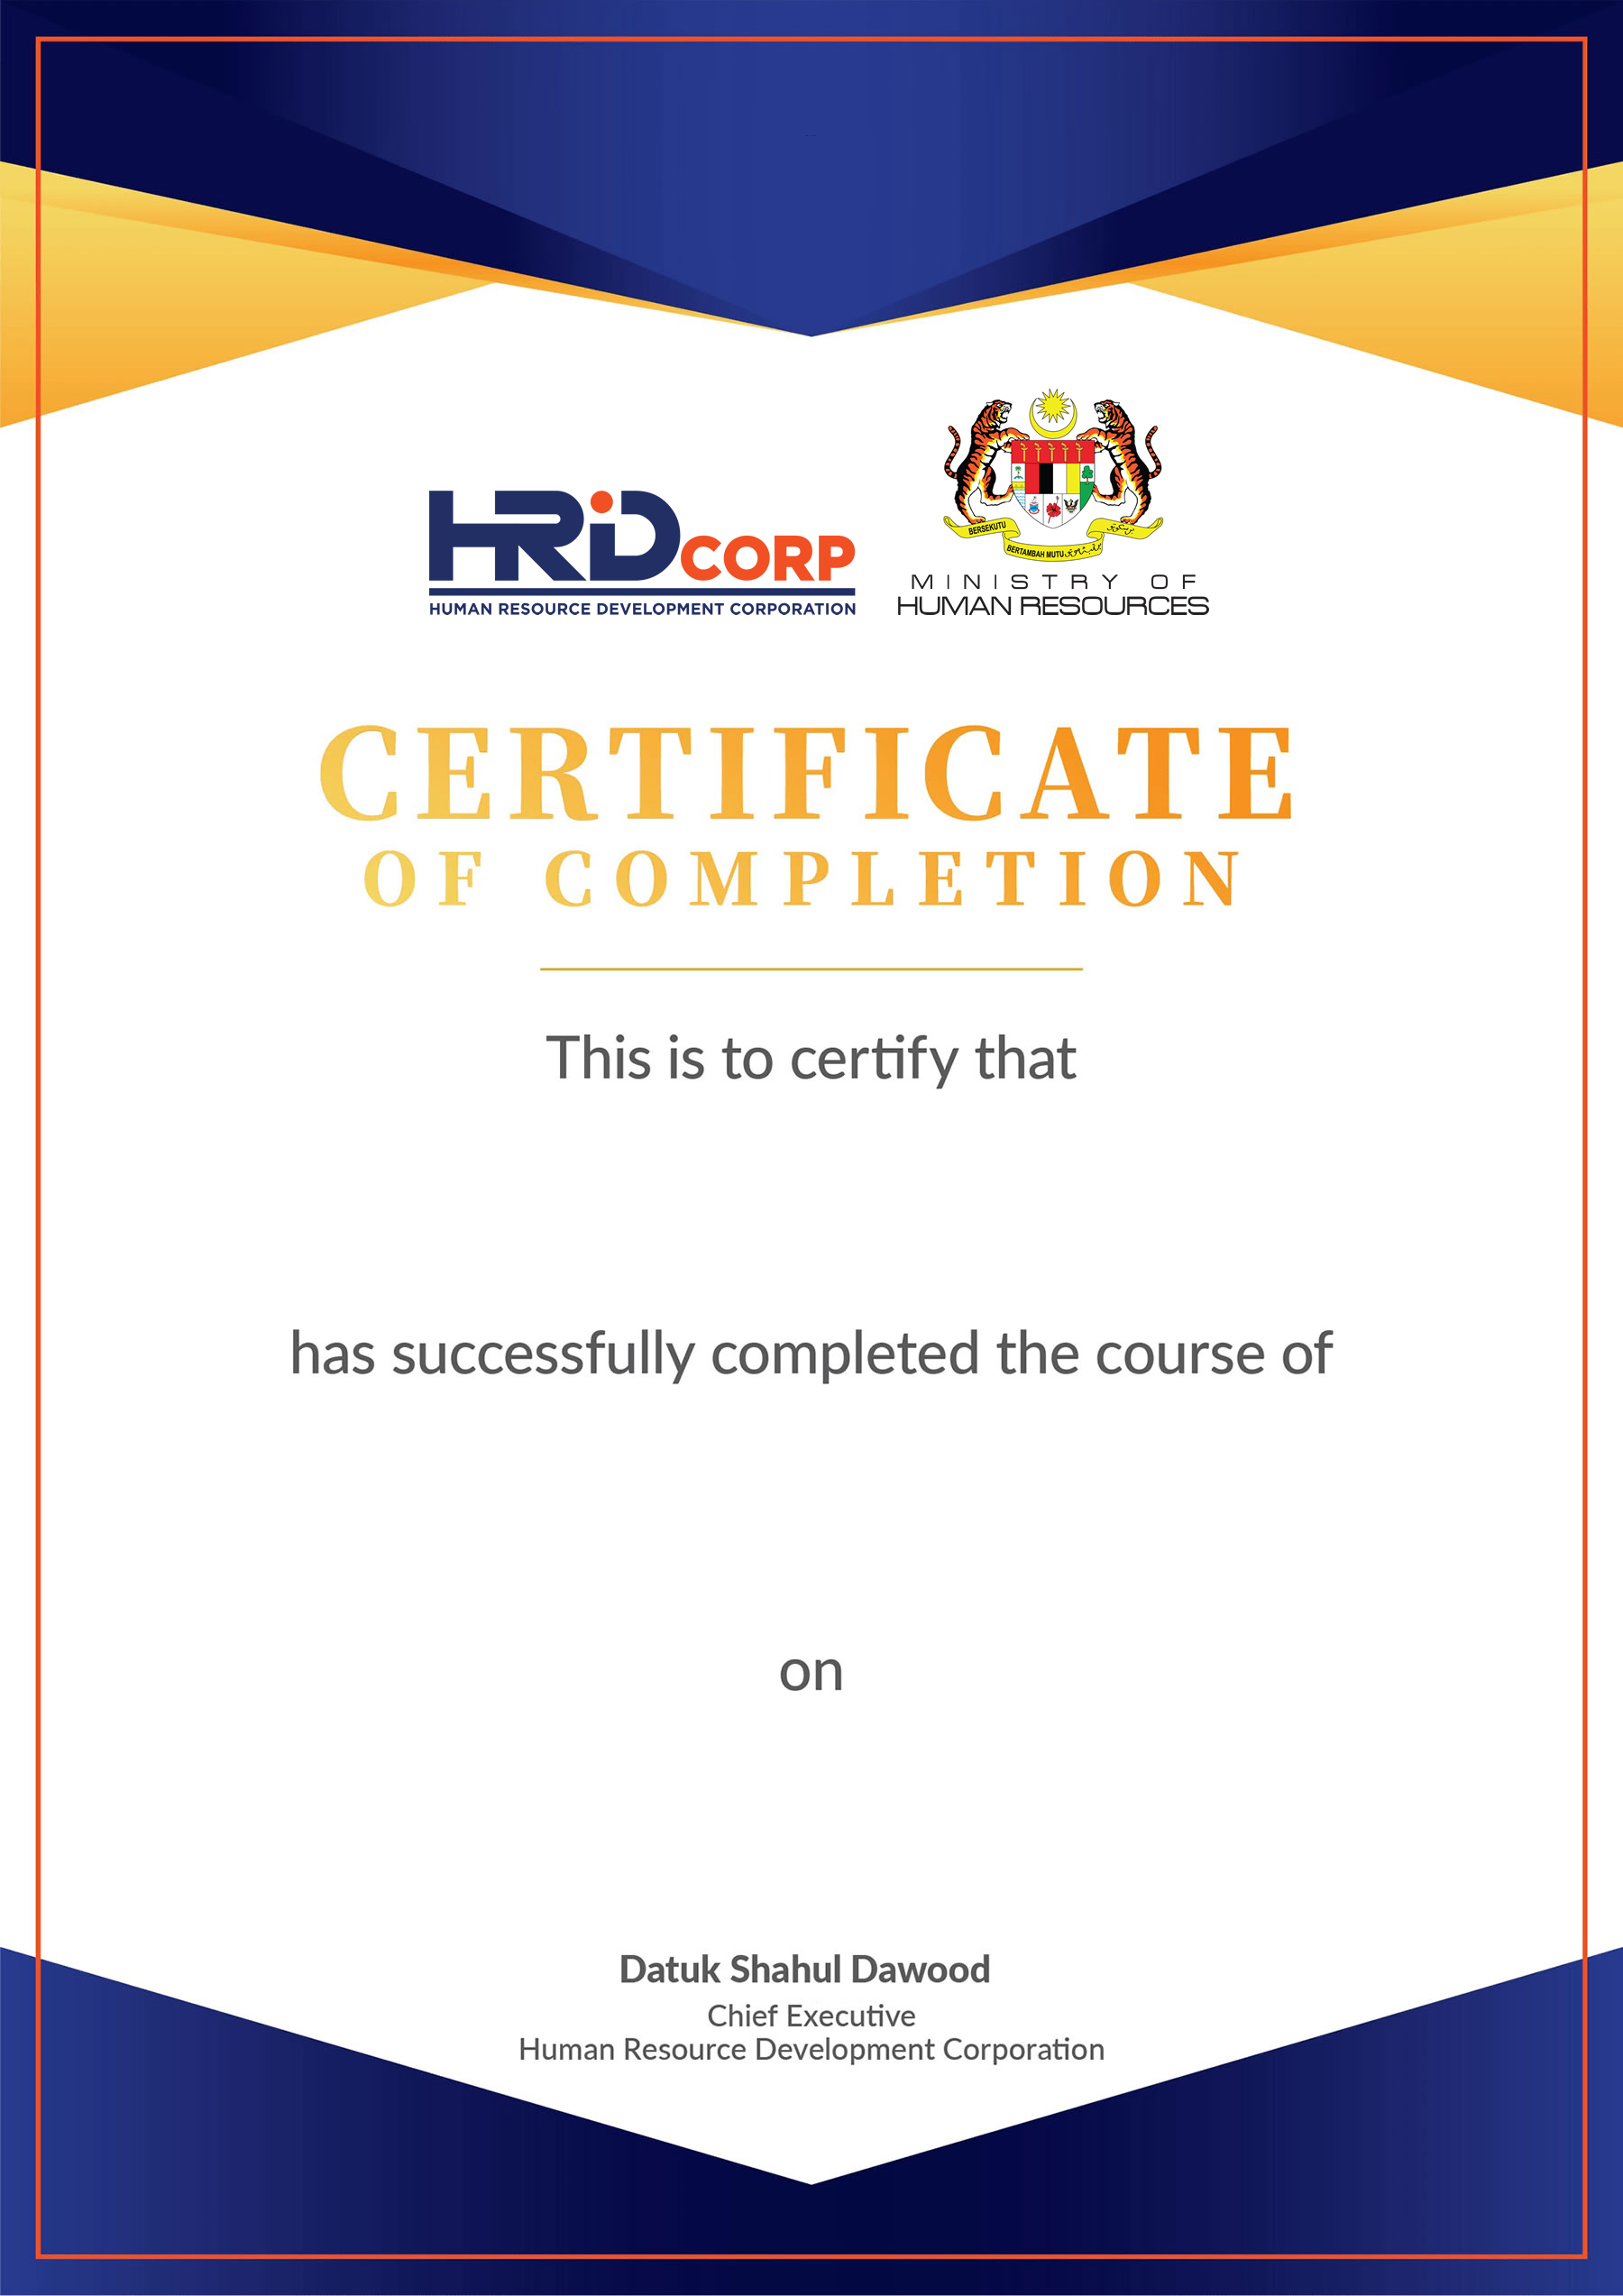 HRD CORP
HUMAN RESOURCE DEVELOPMENT CORPORATION
BERSEKUTU
BERTAMBAH MUTU
MINISTRY OF
HUMAN RESOURCES
CERTIFICATE
OF COMPLETION
This is to certify that
has successfully completed the course of
on
Datuk Shahul Dawood
Chief Executive
Human Resource Development Corporation